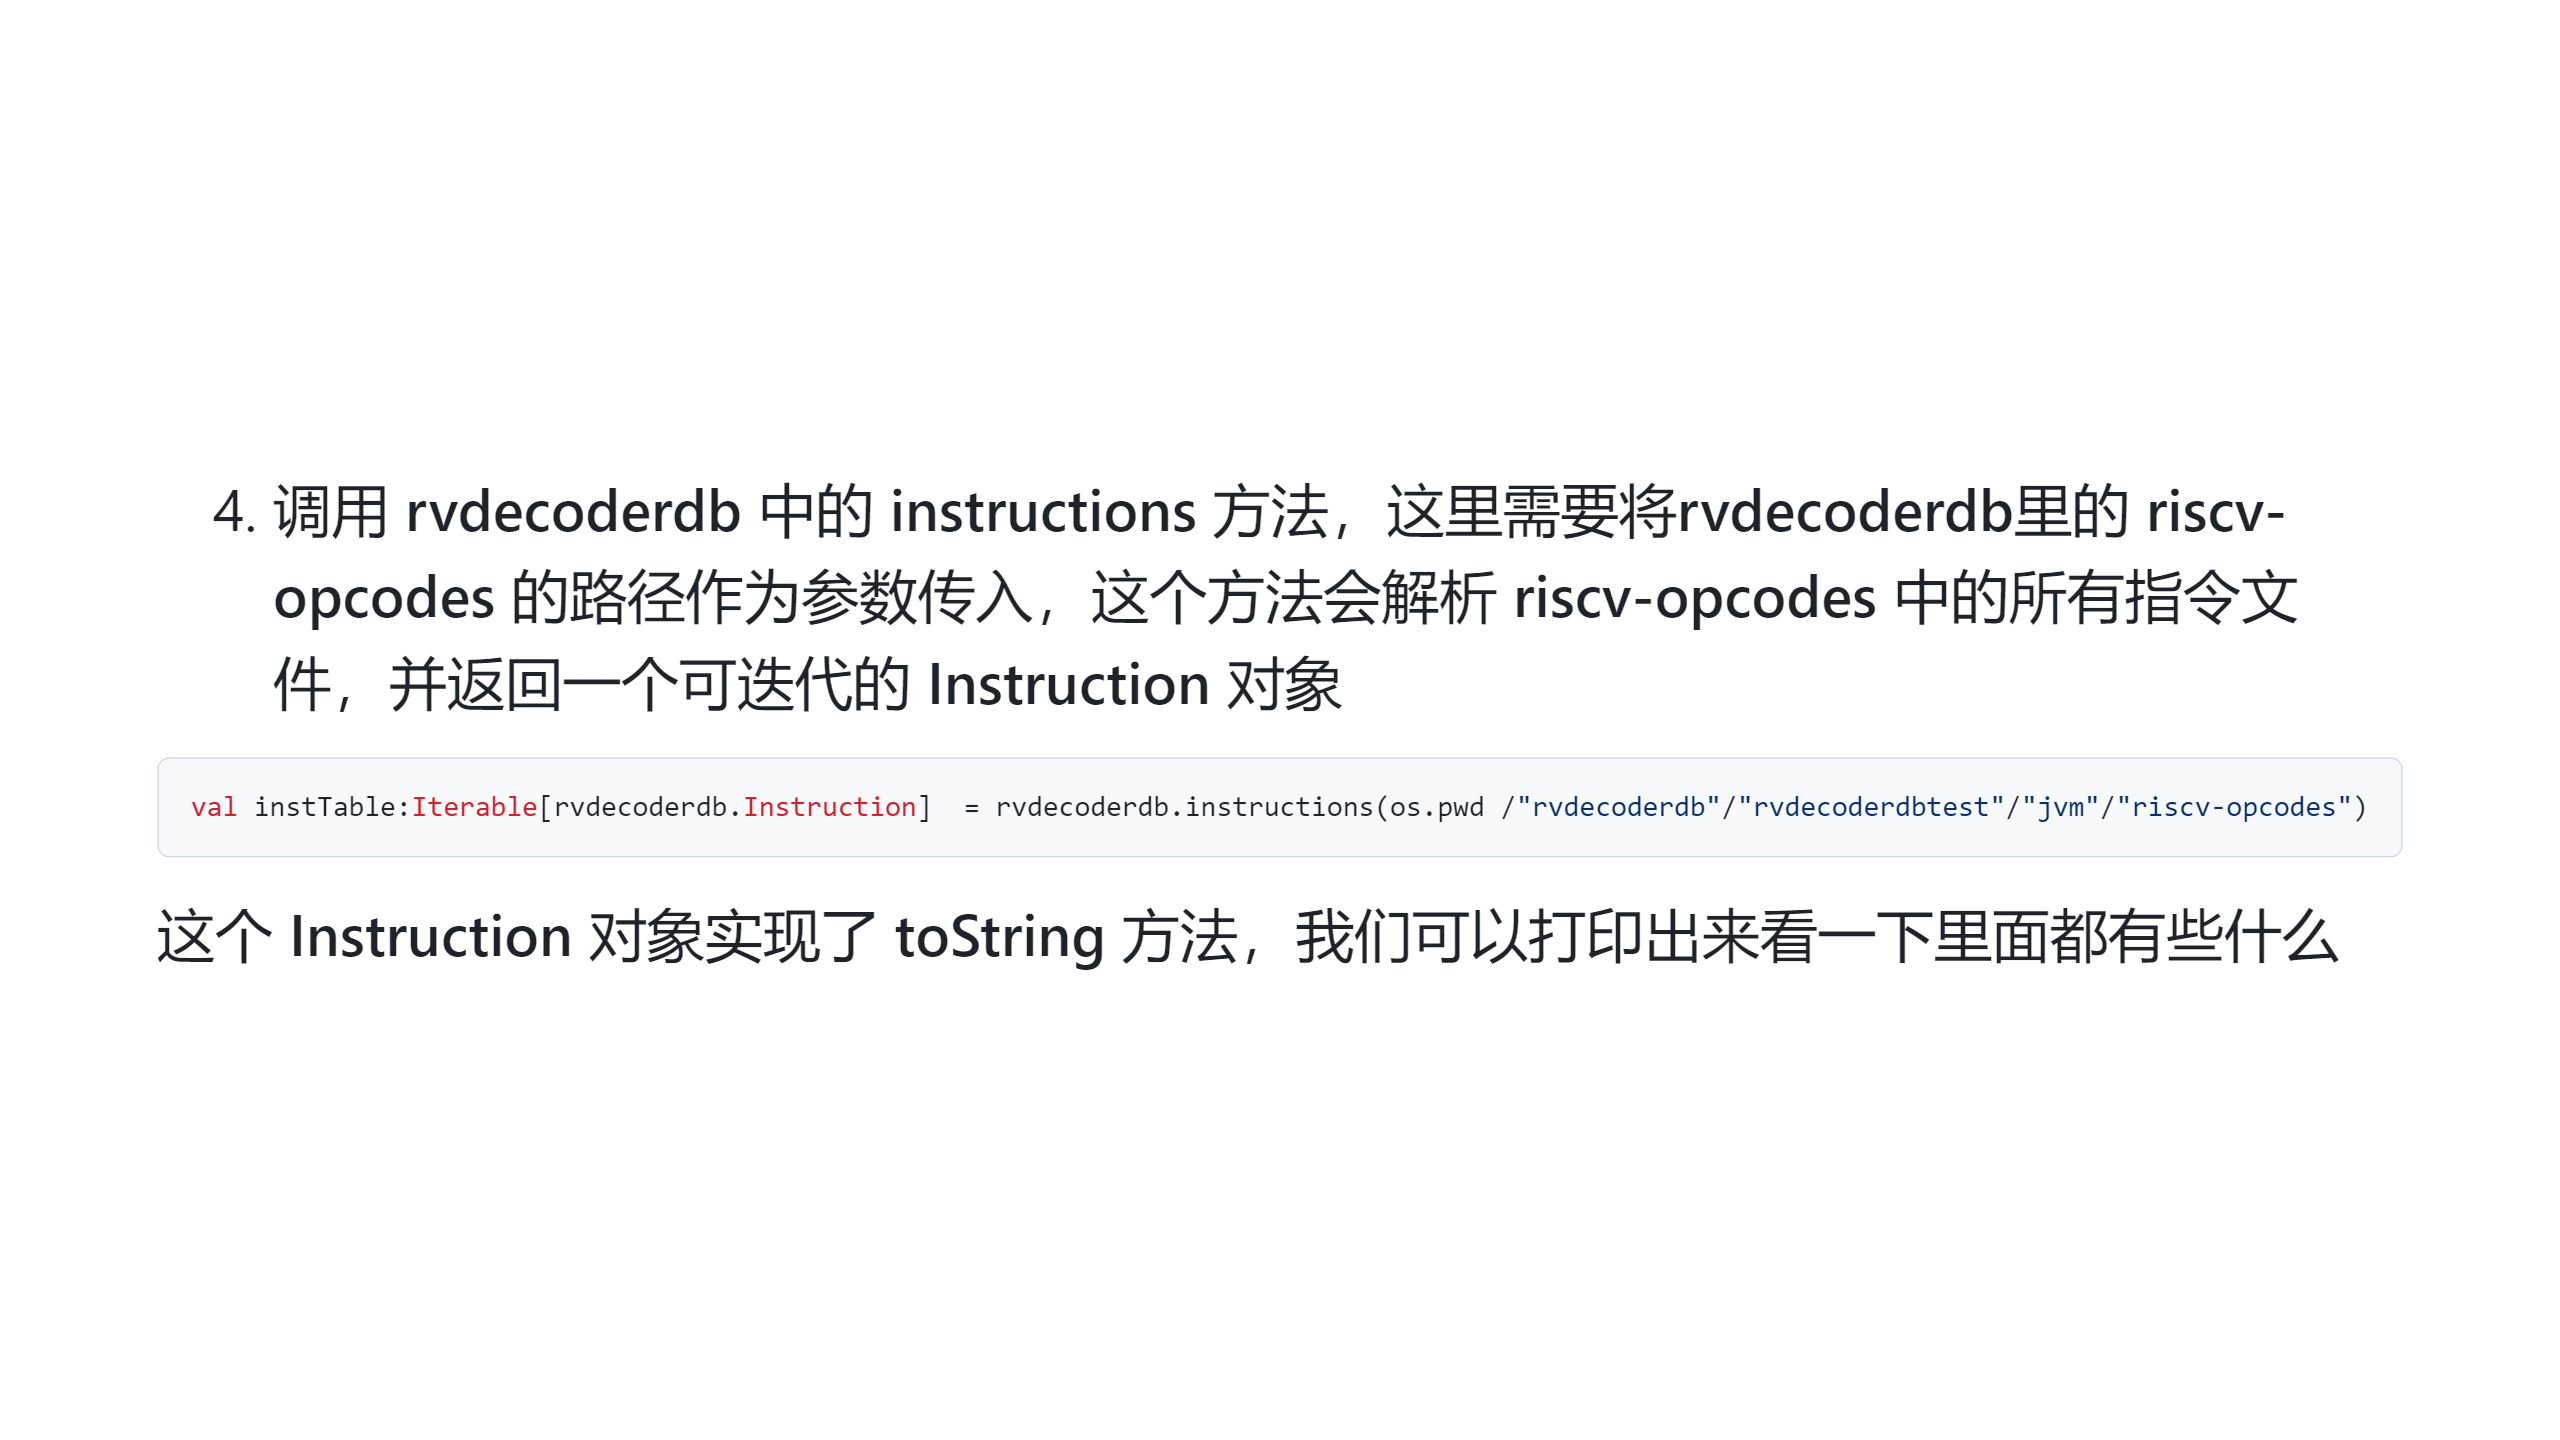 4. 调用 rvdecoderdb 中的 instructions 方法，这里需要将rvdecoderdb里的 riscv-
opcodes 的路径作为参数传入，这个方法会解析 riscv-opcodes 中的所有指令文
件，并返回一个可迭代的 Instruction 对象
val instTable:Iterable[rvdecoderdb.Instruction]  = rvdecoderdb.instructions(os.pwd /"rvdecoderdb"/"rvdecoderdbtest"/"jvm"/"riscv-opcodes")
这个 Instruction 对象实现了 toString 方法，我们可以打印出来看一下里面都有些什么